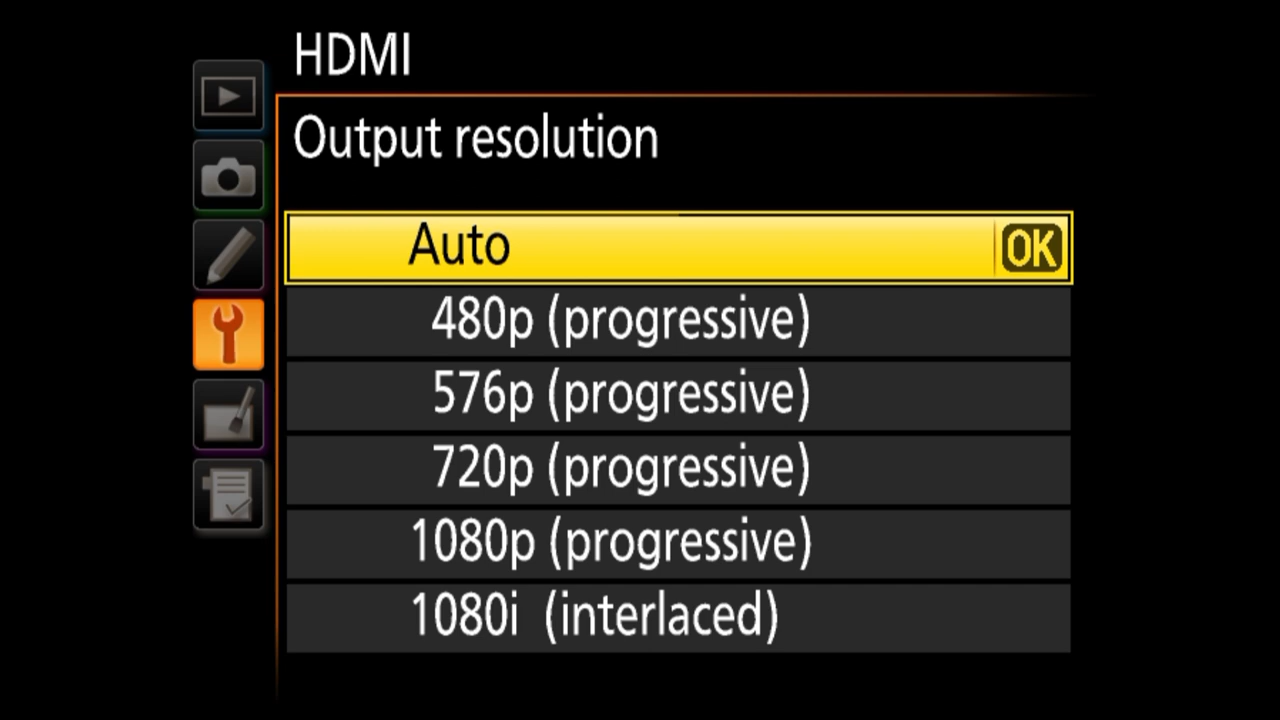 HDMI
Output resolution
Auto OK
480p (progressive)
576p (progressive)
720p (progressive)
1080p (progressive)
1080i (interlaced)